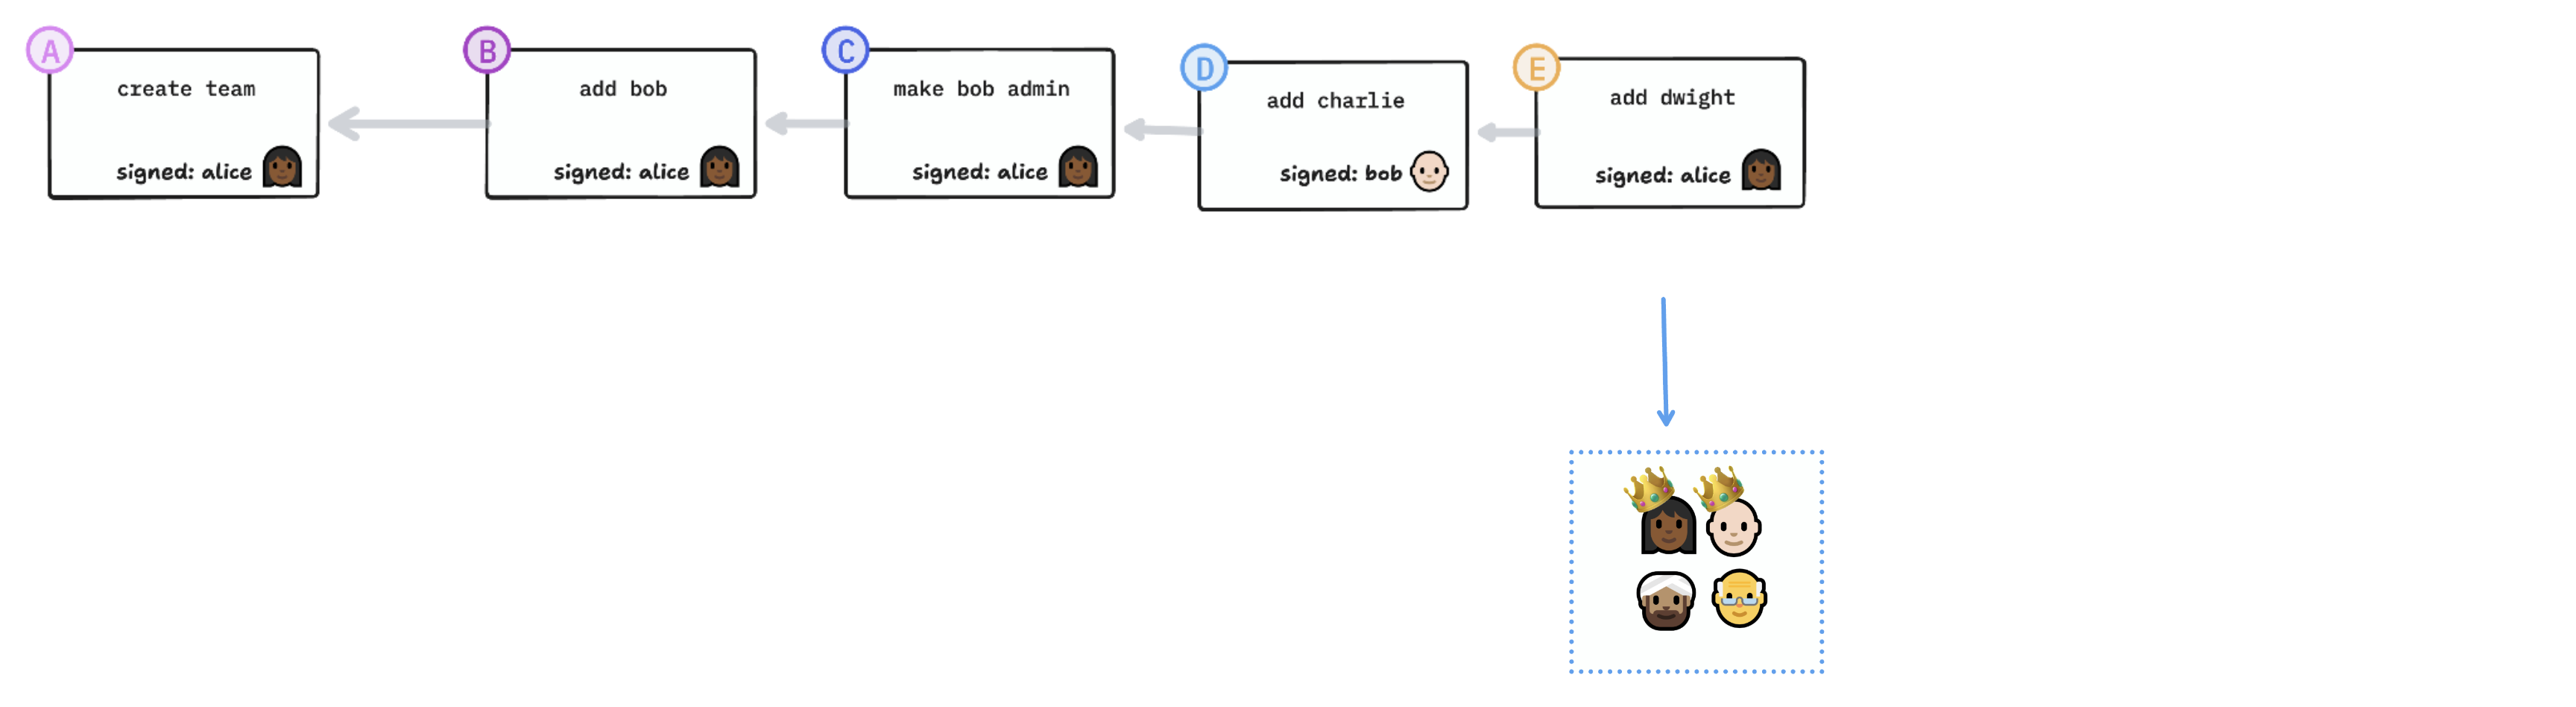 A
create team
signed: alice
B
add bob
signed: alice
C
make bob admin
signed: alice
D
add charlie
signed: bob
E
add dwight
signed: alice